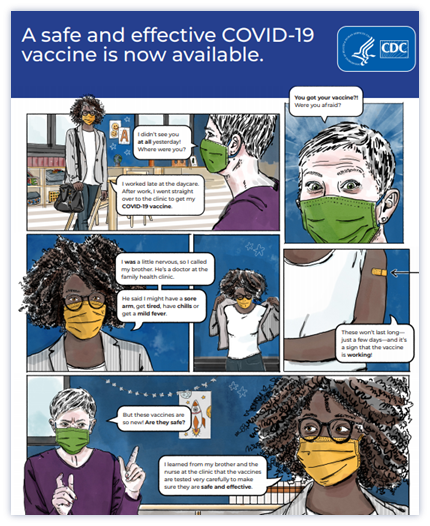 A safe and effective COVID-19
vaccine is now available.
CDC
I didn't see you
at all yesterday!
Where were you?
I worked late at the daycare.
After work, I went straight
over to the clinic to get my
COVID-19 vaccine.
You got your vaccine?!
Were you afraid?
I was a little nervous, so I called
my brother. He's a doctor at the
family health clinic.
He said I might have a sore
arm, get tired, have chills or
get a mild fever.
These won't last long—
just a few days—and it's
a sign that the vaccine
is working!
But these vaccines are
so new! Are they safe?
I learned from my brother and the
nurse at the clinic that the vaccines
are tested very carefully to make
sure they are safe and effective.